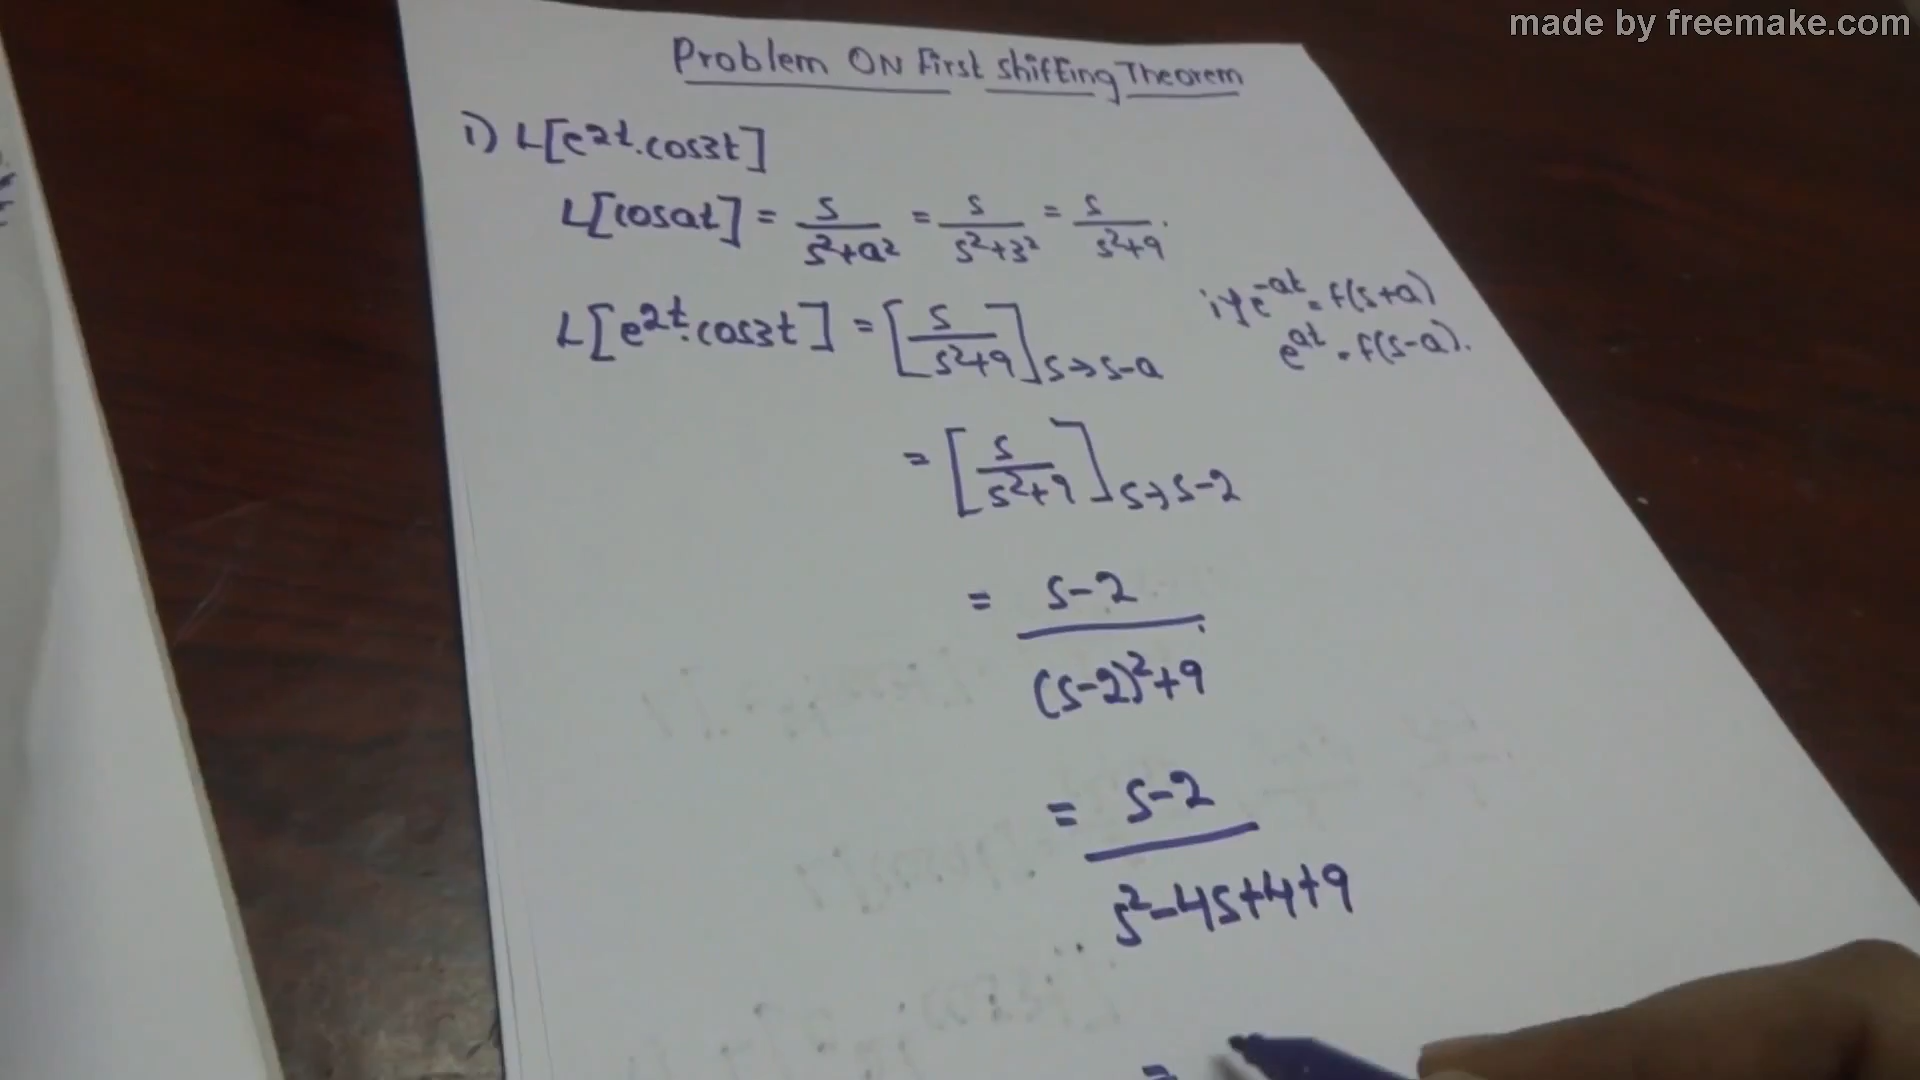 made by freemake.com
Problem ON First shifting Theorem
i) L[e^2t.cos3t]
L[cosat] = s/(s²+a²) = s/(s²+3²) = s/(s²+9).
if e^-at = f(s+a)
e^at = f(s-a).
L[e^2t.cos3t] = [s/(s²+9)] s→s-a
= [s/(s²+9)] s→s-2
= (s-2)/((s-2)²+9)
= (s-2)/(s²-4s+4+9)
=